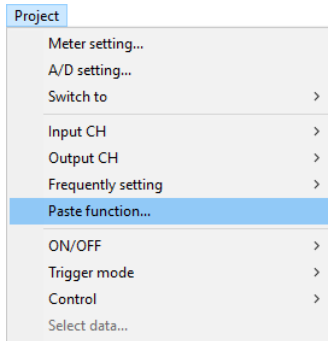 Project
Meter setting...
A/D setting...
Switch to
Input CH
Output CH
Frequently setting
Paste function...
ON/OFF
Trigger mode
Control
Select data...